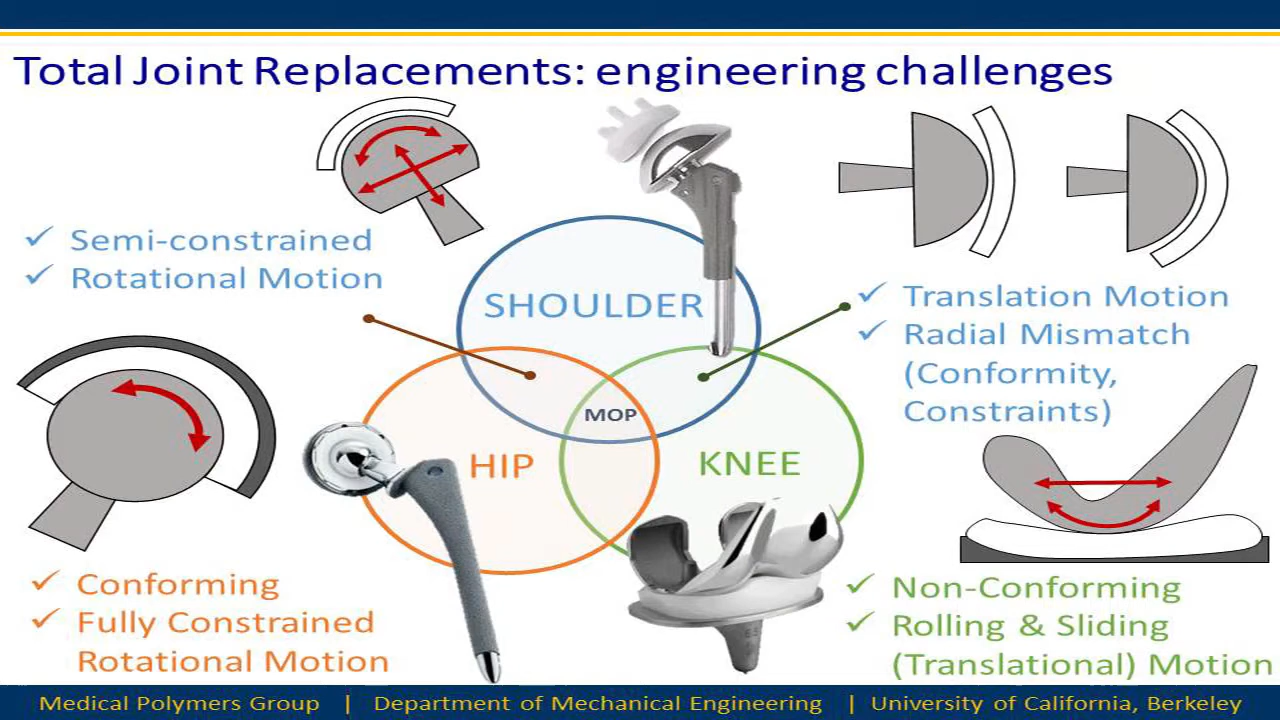 Total Joint Replacements: engineering challenges
✓ Semi-constrained
✓ Rotational Motion
SHOULDER
✓ Translation Motion
✓ Radial Mismatch
(Conformity,
Constraints)
MOP
HIP
KNEE
✓ Conforming
✓ Fully Constrained
Rotational Motion
✓ Non-Conforming
✓ Rolling & Sliding
(Translational) Motion
Medical Polymers Group | Department of Mechanical Engineering | University of California, Berkeley